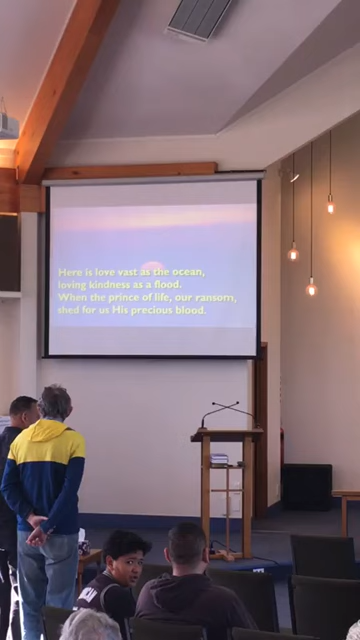 Here is love vast as the ocean,
loving kindness as a flood.
When the prince of life, our ransom,
shed for us His precious blood.